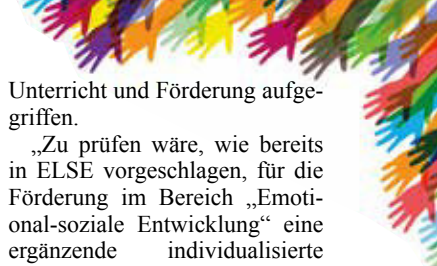 Unterricht und Förderung aufge-
griffen.
„Zu prüfen wäre, wie bereits
in ELSE vorgeschlagen, für die
Förderung im Bereich „Emoti-
onal-soziale Entwicklung“ eine
ergänzende individualisierte